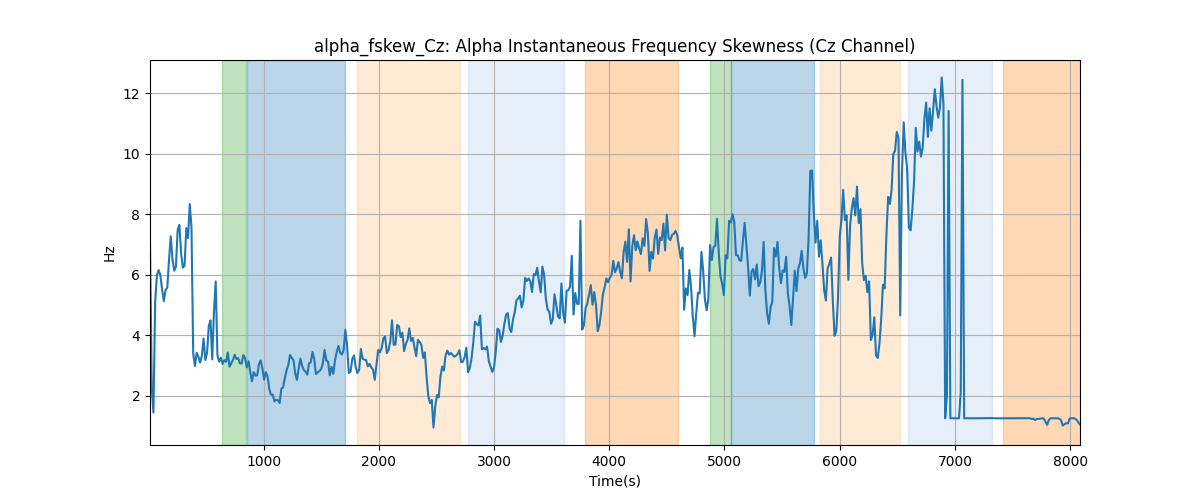 alpha_fskew_Cz: Alpha Instantaneous Frequency Skewness (Cz Channel)
12
10
8
6
4
2
Hz
1000 2000 3000 4000 5000 6000 7000 8000
Time(s)